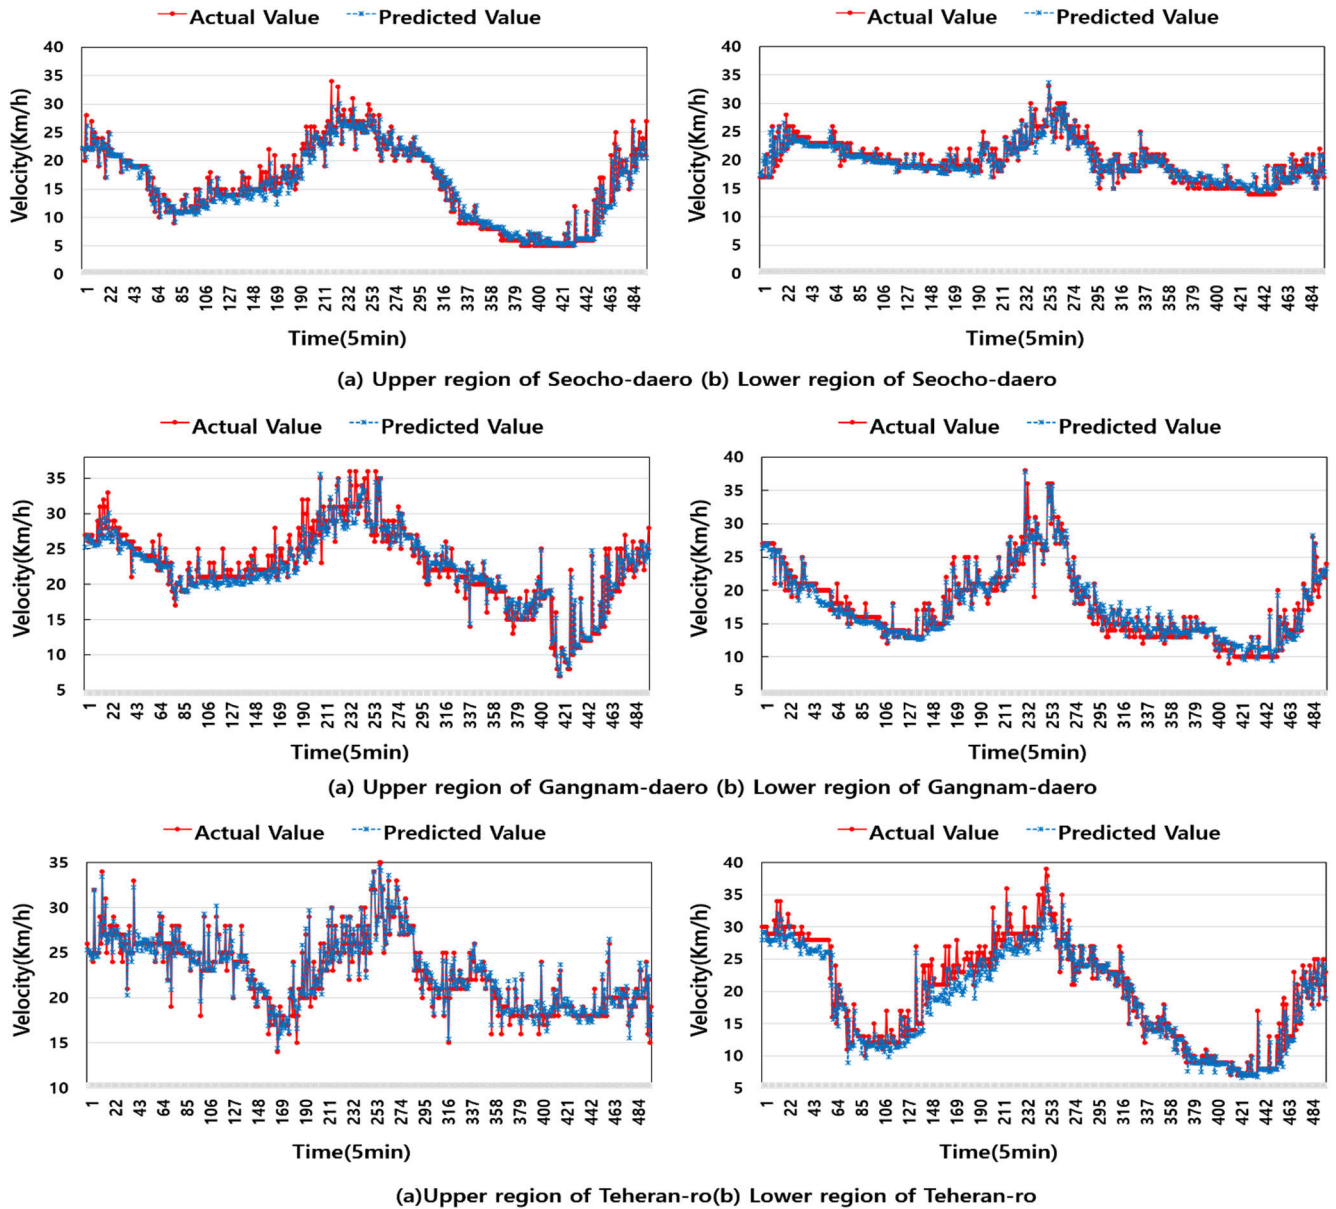 Actual Value Predicted Value Actual Value Predicted Value
Velocity(Km/h)
40
35
30
25
20
15
10
5
0
1 22 43 64 85 106 127 148 169 190 211 232 253 274 295 316 337 358 379 400 421 442 463 484
Time(5min)
Velocity(Km/h)
40
35
30
25
20
15
10
5
0
1 22 43 64 85 106 127 148 169 190 211 232 253 274 295 316 337 358 379 400 421 442 463 484
Time(5min)
(a) Upper region of Seocho-daero (b) Lower region of Seocho-daero
Actual Value Predicted Value Actual Value Predicted Value
Velocity(Km/h)
35
30
25
20
15
10
5
1 22 43 64 85 106 127 148 169 190 211 232 253 274 295 316 337 358 379 400 421 442 463 484
Time(5min)
Velocity(Km/h)
40
35
30
25
20
15
10
5
1 22 43 64 85 106 127 148 169 190 211 232 253 274 295 316 337 358 379 400 421 442 463 484
Time(5min)
(a) Upper region of Gangnam-daero (b) Lower region of Gangnam-daero
Actual Value Predicted Value Actual Value Predicted Value
Velocity(Km/h)
35
30
25
20
15
10
1 22 43 64 85 106 127 148 169 190 211 232 253 274 295 316 337 358 379 400 421 442 463 484
Time(5min)
Velocity(Km/h)
40
35
30
25
20
15
10
5
1 22 43 64 85 106 127 148 169 190 211 232 253 274 295 316 337 358 379 400 421 442 463 484
Time(5min)
(a)Upper region of Teheran-ro(b) Lower region of Teheran-ro